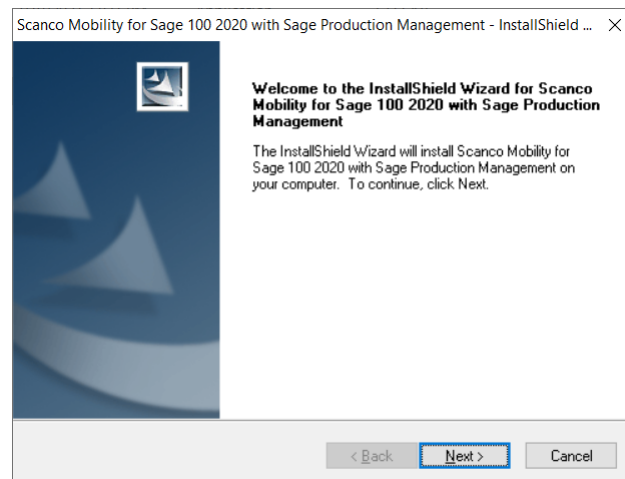 Scanco Mobility for Sage 100 2020 with Sage Production Management - InstallShield ...
Welcome to the InstallShield Wizard for Scanco
Mobility for Sage 100 2020 with Sage Production
Management
The InstallShield Wizard will install Scanco Mobility for
Sage 100 2020 with Sage Production Management on
your computer. To continue, click Next.
< Back Next > Cancel